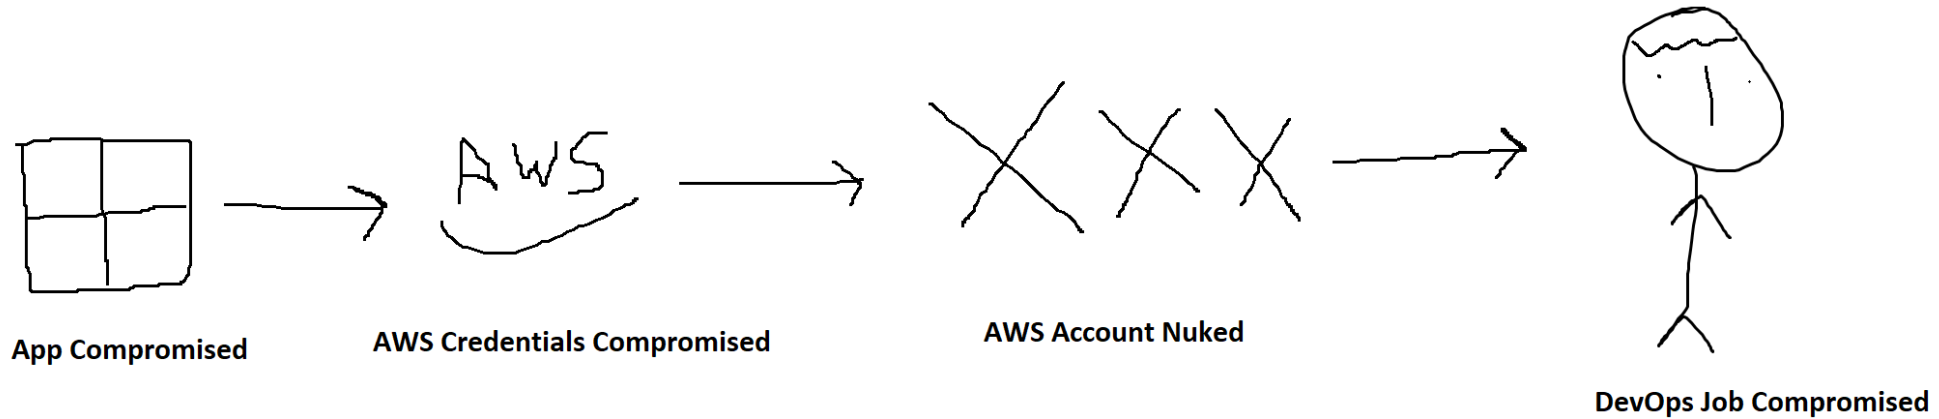 AWS
App Compromised
AWS Credentials Compromised
AWS Account Nuked
DevOps Job Compromised